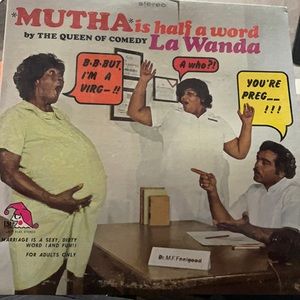 stereo
*MUTHA* is half a word
by THE QUEEN OF COMEDY La Wanda
B-B-BUT,
I'M A
VIRG-!!
A who?!
YOU'RE
PREG__
!!!
MARRIAGE IS A SEXY, DIRTY
WORD (AND FUN!)
FOR ADULTS ONLY
Dr. M.F. Feelgood